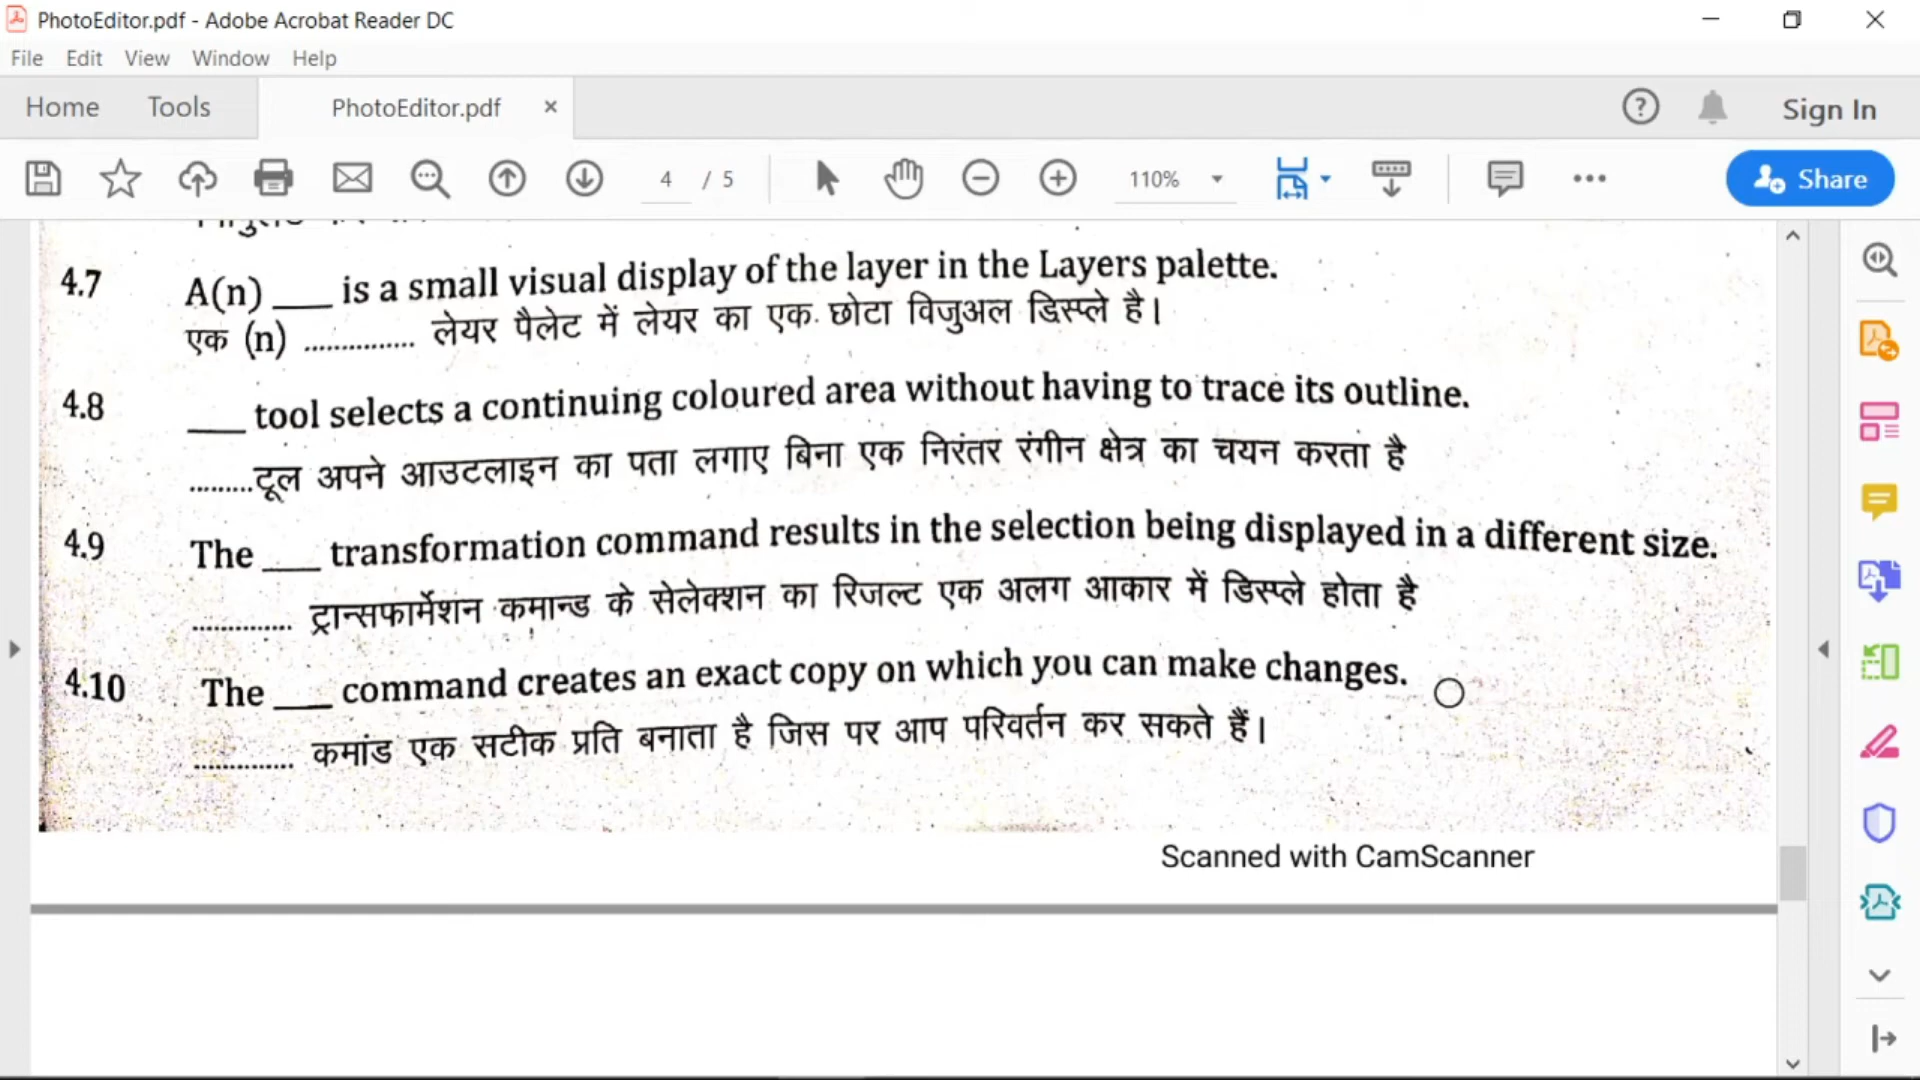 PhotoEditor.pdf - Adobe Acrobat Reader DC
File Edit View Window Help
Home Tools PhotoEditor.pdf × Sign In
4 / 5 110% Share
4.7 A(n) ___ is a small visual display of the layer in the Layers palette.
एक (n) ............... लेयर पैलेट में लेयर का एक छोटा विजुअल डिस्प्ले है।
4.8 ___ tool selects a continuing coloured area without having to trace its outline.
.........टूल अपने आउटलाइन का पता लगाए बिना एक निरंतर रंगीन क्षेत्र का चयन करता है
4.9 The ___ transformation command results in the selection being displayed in a different size.
............. ट्रान्सफार्मेशन कमान्ड के सेलेक्शन का रिजल्ट एक अलग आकार में डिस्प्ले होता है
4.10 The ___ command creates an exact copy on which you can make changes.
............. कमांड एक सटीक प्रति बनाता है जिस पर आप परिवर्तन कर सकते हैं।
Scanned with CamScanner